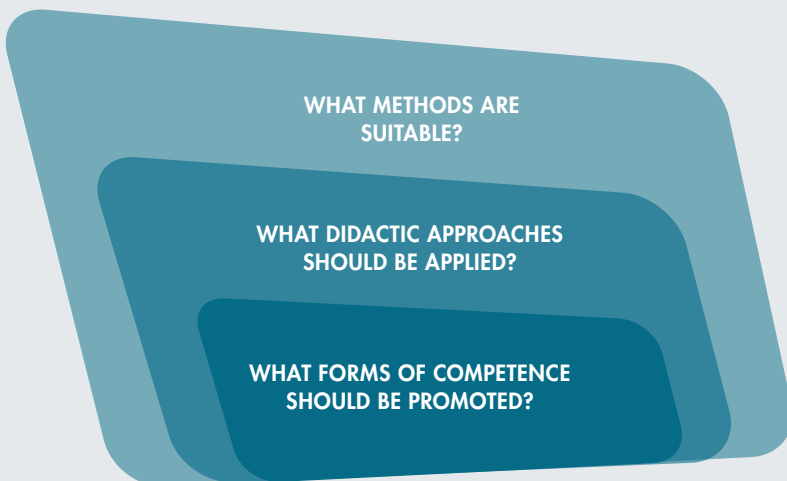 WHAT METHODS ARE
SUITABLE?
WHAT DIDACTIC APPROACHES
SHOULD BE APPLIED?
WHAT FORMS OF COMPETENCE
SHOULD BE PROMOTED?